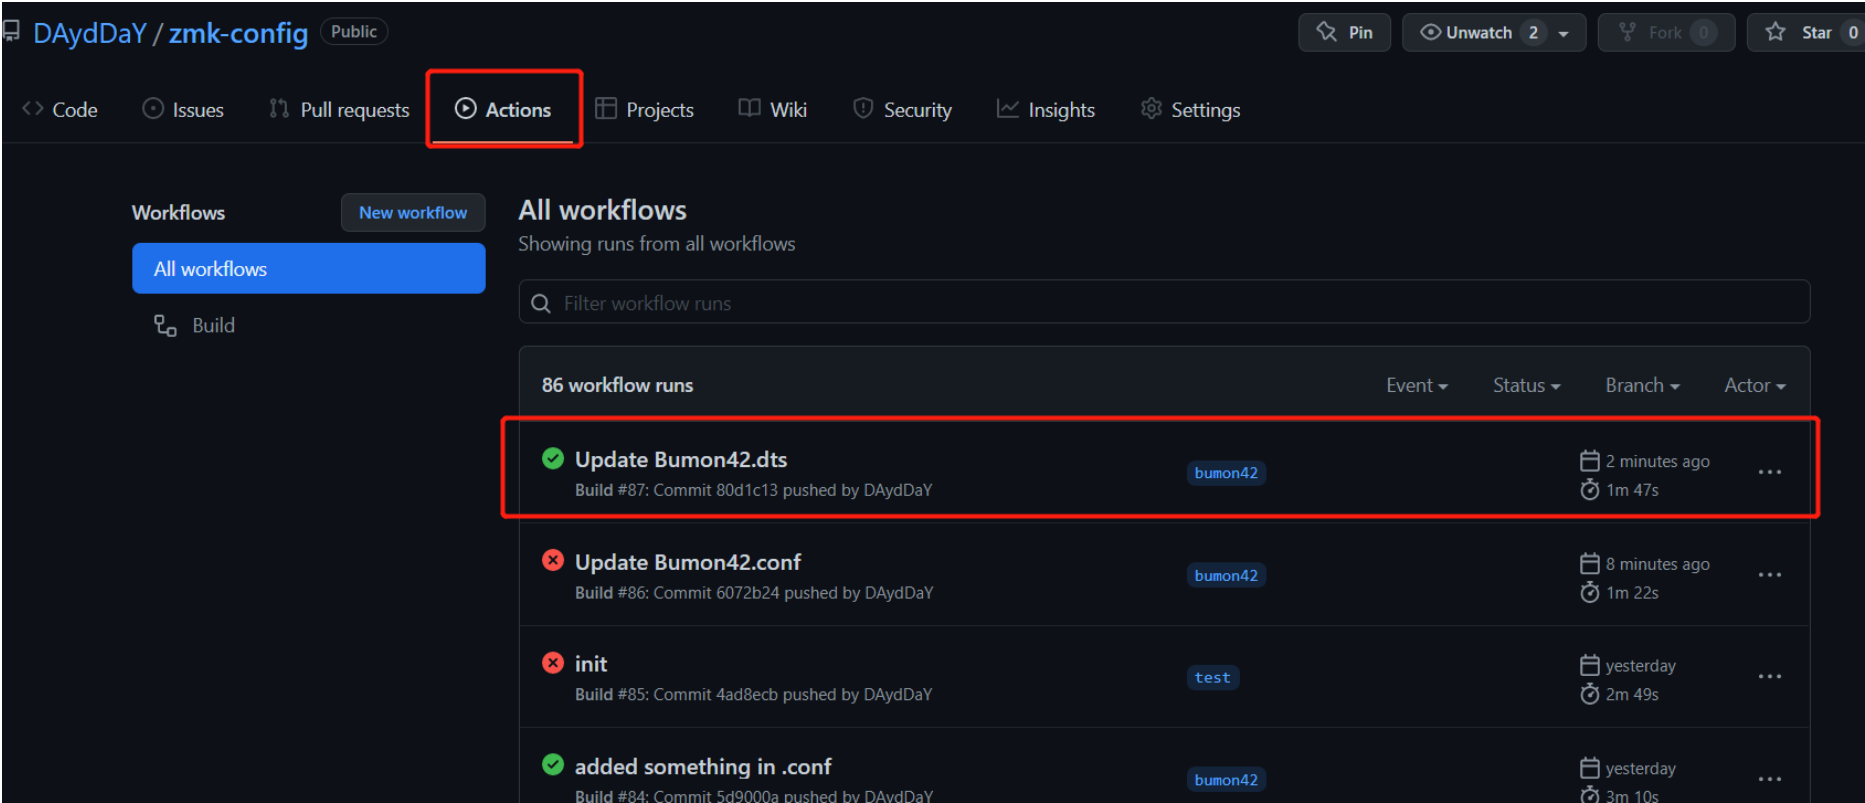 DAydDaY / zmk-config Public Pin Unwatch 2 Fork 0 Star 0
Code Issues Pull requests Actions Projects Wiki Security Insights Settings
Workflows New workflow
All workflows
Build
All workflows
Showing runs from all workflows
Filter workflow runs
86 workflow runs Event Status Branch Actor
Update Bumon42.dts bumon42 2 minutes ago
Build #87: Commit 80d1c13 pushed by DAydDaY 1m 47s
Update Bumon42.conf bumon42 8 minutes ago
Build #86: Commit 6072b24 pushed by DAydDaY 1m 22s
init test yesterday
Build #85: Commit 4ad8ecb pushed by DAydDaY 2m 49s
added something in .conf bumon42 yesterday
Build #84: Commit 5d9000a pushed by DAydDaY 3m 10s